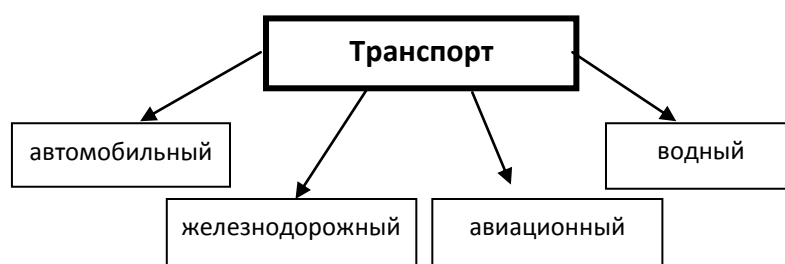 Транспорт
автомобильный
водный
железнодорожный
авиационный